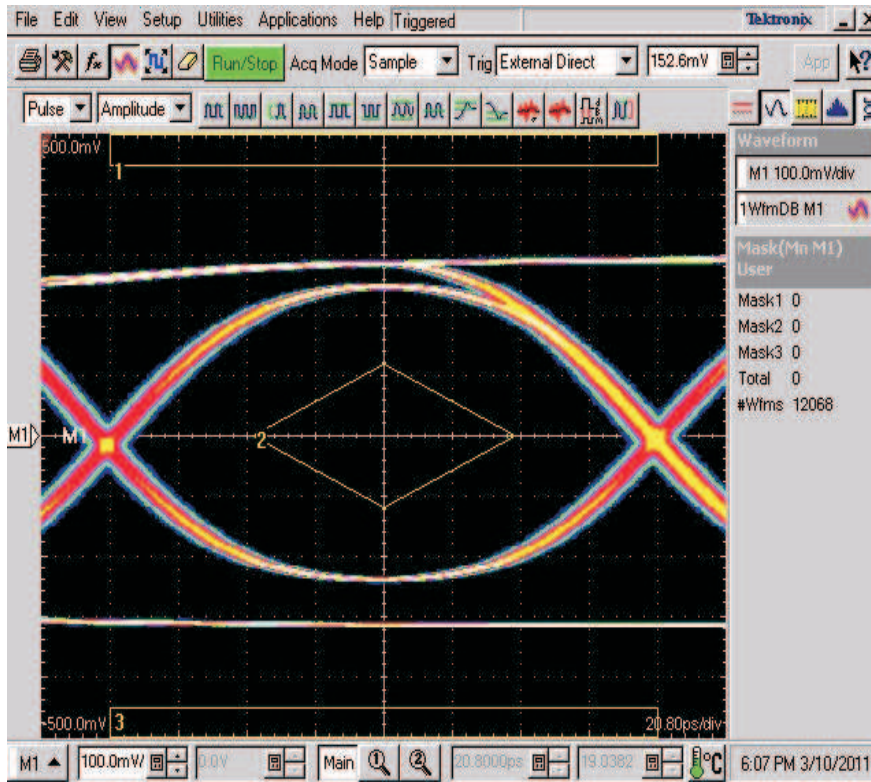 File Edit View Setup Utilities Applications Help Triggered Tektronix
Run/Stop Acq Mode Sample Trig External Direct 152.6mV App
Pulse Amplitude
500.0mV
1
Waveform
M1 100.0mV/div
1WfmDB M1
Mask(Mn M1)
User
Mask1 0
Mask2 0
Mask3 0
Total 0
#Wfms 12068
M1 M1 2
-500.0mV 3 20.80ps/div
M1 100.0mV/ 0.0V Main 1 2 20.8000ps 19.0382 °C 6:07 PM 3/10/2011